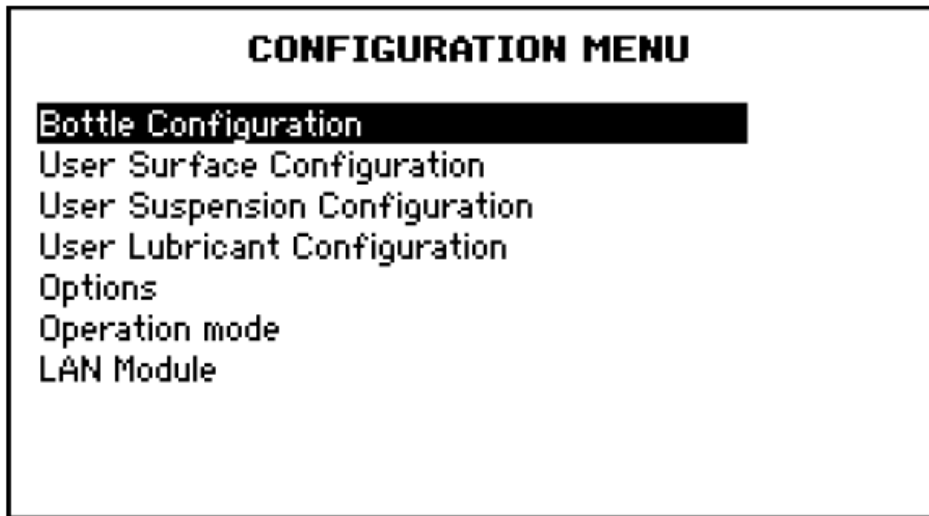 CONFIGURATION MENU
Bottle Configuration
User Surface Configuration
User Suspension Configuration
User Lubricant Configuration
Options
Operation mode
LAN Module